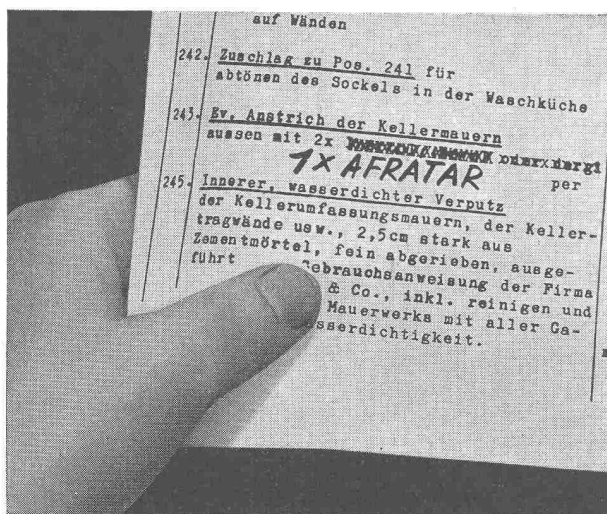 auf Wänden
242. Zuschlag zu Pos. 241 für
abtönen des Sockels in der Waschküche
243. Ev. Anstrich der Kellermauern
aussen mit 2x oder dergl
1X AFRATAR per
245. Innerer, wasserdichter Verputz
der Kellerumfassungsmauern, der Keller-
tragwände usw., 2,5cm stark aus
Zementmörtel, fein abgerieben, ausge-
führt Gebrauchsanweisung der Firma
& Co., inkl. reinigen und
Mauerwerks mit aller Ga-
sserdichtigkeit.